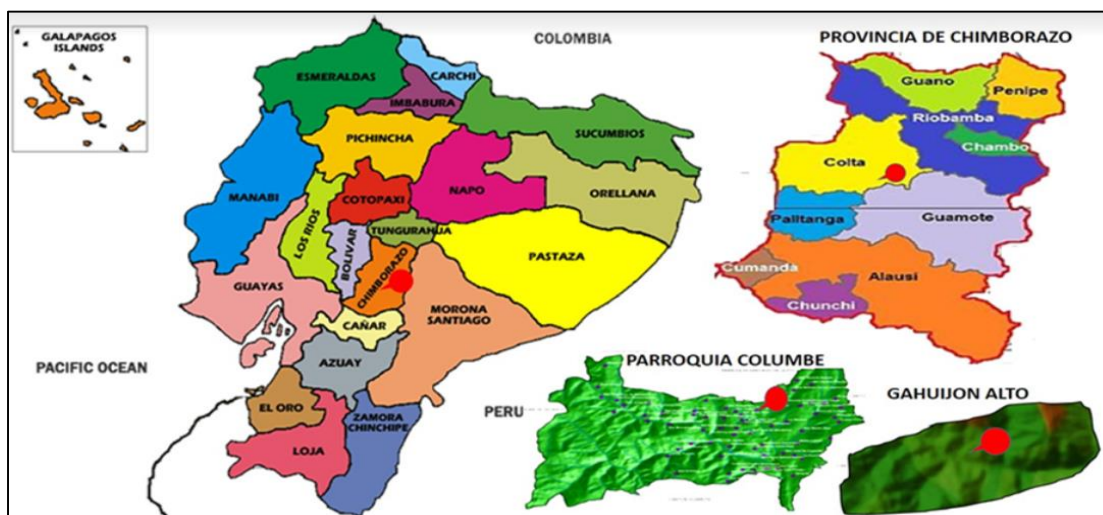 GALAPAGOS
ISLANDS
COLOMBIA
PROVINCIA DE CHIMBORAZO
ESMERALDAS
CARCHI
IMBABURA
PICHINCHA
SUCUMBIOS
MANABI
COTOPAXI
NAPO
ORELLANA
LOS RIOS
BOLIVAR
TUNGURAHUA
CHIMBORAZO
PASTAZA
GUAYAS
MORONA
SANTIAGO
CAÑAR
AZUAY
PACIFIC OCEAN
EL ORO
ZAMORA
CHINCHIPE
LOJA
PERU
Guano
Penipe
Riobamba
Chambo
Colta
Palltanga
Guamote
Cumanda
Alausi
Chunchi
PARROQUIA COLUMBE
GAHUIJON ALTO